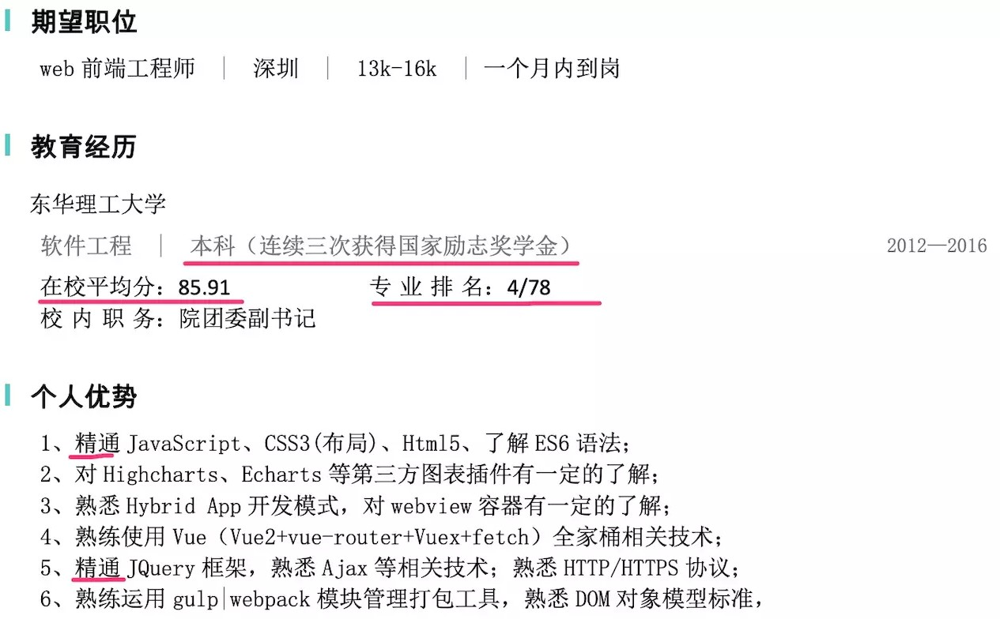 期望职位
web 前端工程师 | 深圳 | 13k-16k | 一个月内到岗
教育经历
东华理工大学
软件工程 | 本科（连续三次获得国家励志奖学金） 2012—2016
在校平均分：85.91 专 业 排 名：4/78
校 内 职 务：院团委副书记
个人优势
1、精通 JavaScript、CSS3(布局)、Html5、了解 ES6 语法；
2、对 Highcharts、Echarts 等第三方图表插件有一定的了解；
3、熟悉 Hybrid App 开发模式，对 webview 容器有一定的了解；
4、熟练使用 Vue（Vue2+vue-router+Vuex+fetch）全家桶相关技术；
5、精通 JQuery 框架，熟悉 Ajax 等相关技术；熟悉 HTTP/HTTPS 协议；
6、熟练运用 gulp|webpack 模块管理打包工具，熟悉 DOM 对象模型标准，